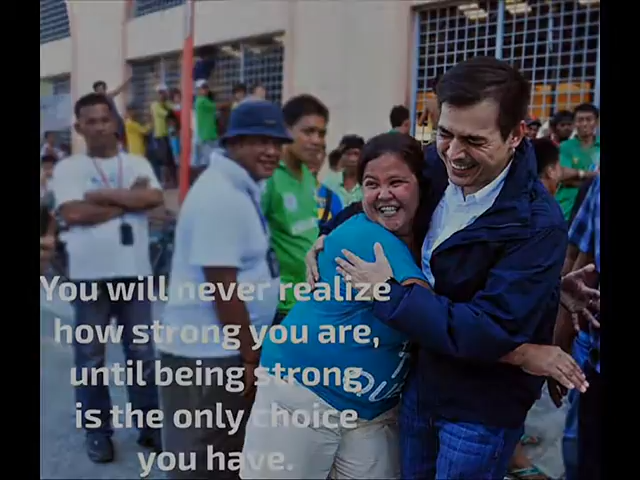 You will never realize
how strong you are,
until being strong
is the only choice
you have.